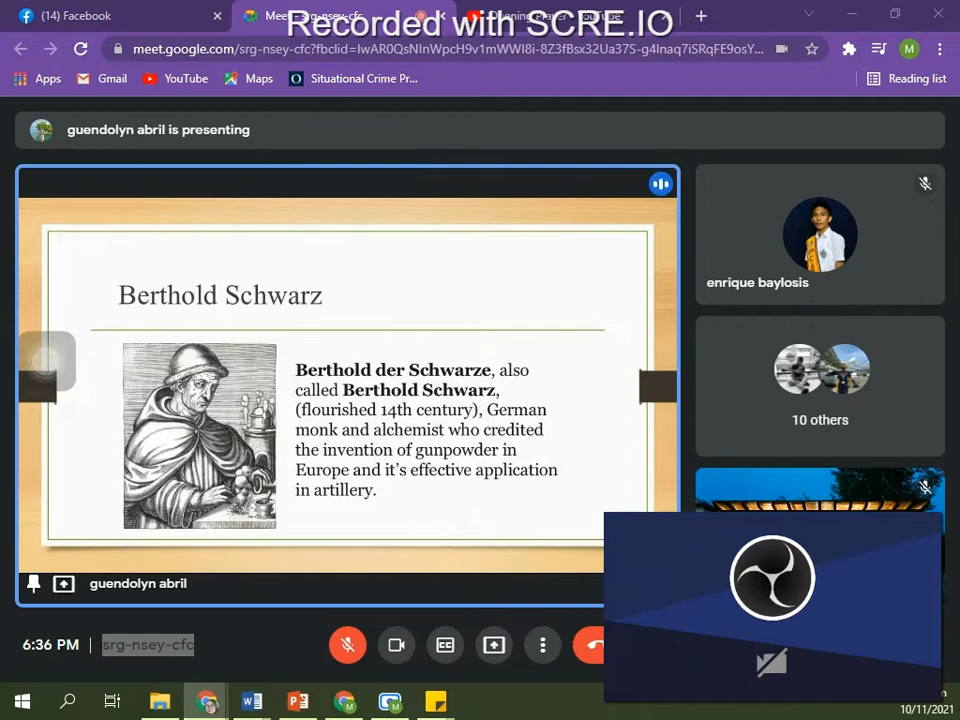 (14) Facebook
Meet - srg-nsey-cfc
Recorded with SCRE.IO
meet.google.com/srg-nsey-cfc?fbclid=IwAR0QsNInWpcH9v1mWWI8i-8Z3fBsx32Ua37S-g4lnaq7iSRqFE9osY...
M
Apps
Gmail
YouTube
Maps
Situational Crime Pr...
Reading list
guendolyn abril is presenting
Berthold Schwarz
Berthold der Schwarze, also
called Berthold Schwarz,
(flourished 14th century), German
monk and alchemist who credited
the invention of gunpowder in
Europe and it's effective application
in artillery.
guendolyn abril
enrique baylosis
10 others
6:36 PM
srg-nsey-cfc
10/11/2021